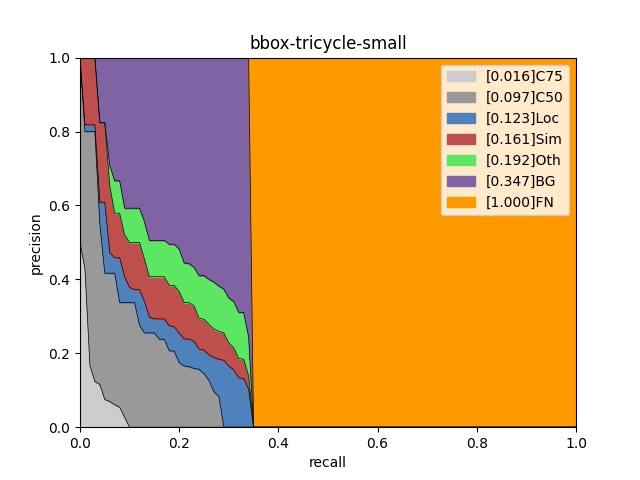 bbox-tricycle-small
1.0
0.8
0.6
0.4
0.2
0.0
precision
[0.016]C75
[0.097]C50
[0.123]Loc
[0.161]Sim
[0.192]Oth
[0.347]BG
[1.000]FN
0.0 0.2 0.4 0.6 0.8 1.0
recall